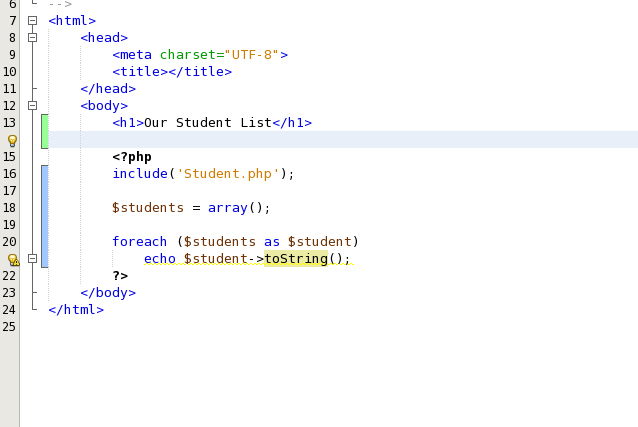 6 -->
7 <html>
8 <head>
9 <meta charset="UTF-8">
10 <title></title>
11 </head>
12 <body>
13 <h1>Our Student List</h1>
15 <?php
16 include('Student.php');
17
18 $students = array();
19
20 foreach ($students as $student)
echo $student->toString();
22 ?>
23 </body>
24 </html>
25